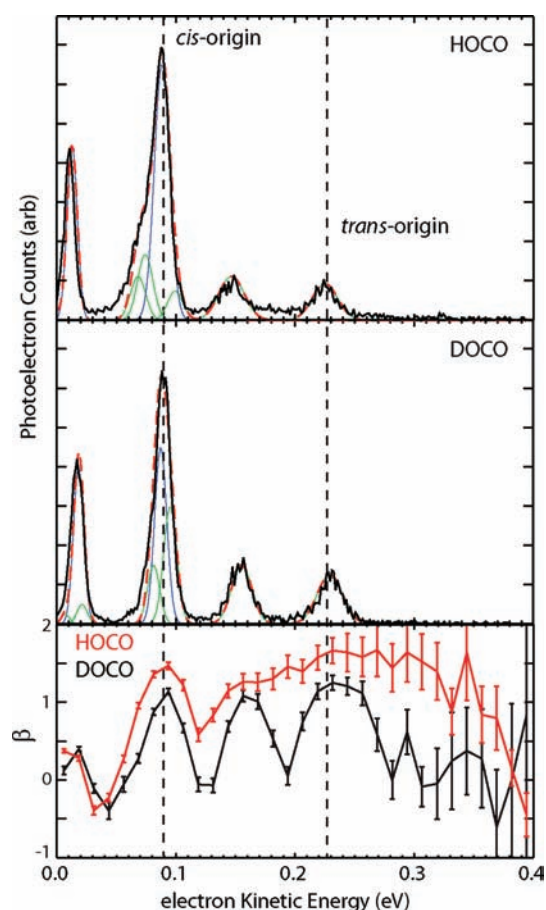 cis-origin
HOCO
trans-origin
DOCO
Photoelectron Counts (arb)
HOCO
DOCO
2
1
0
-1
β
0.0 0.1 0.2 0.3 0.4
electron Kinetic Energy (eV)